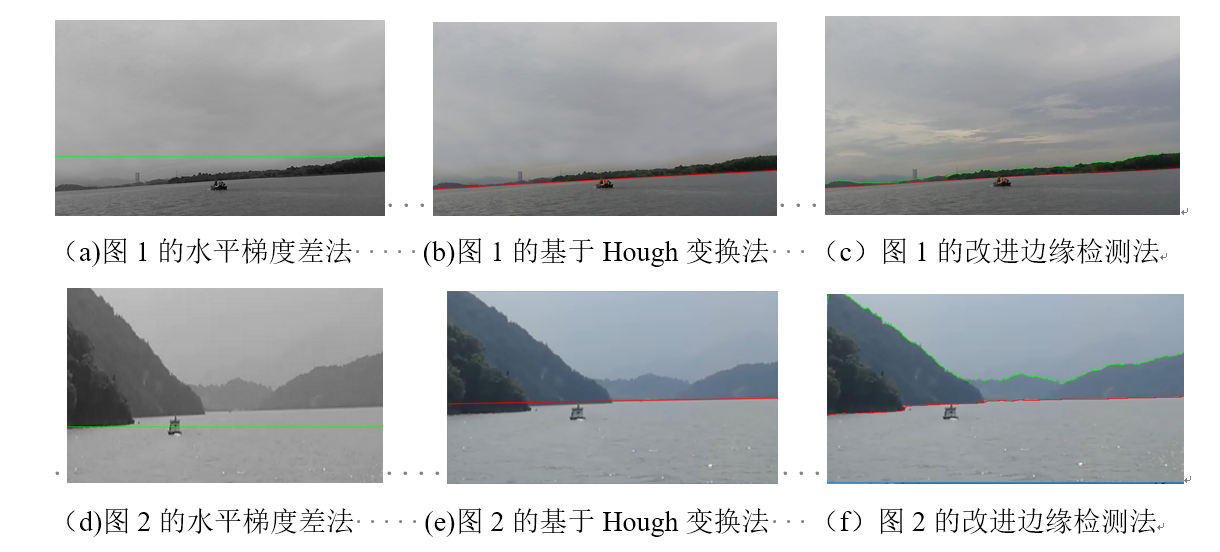 （a)图 1 的水平梯度差法 (b)图 1 的基于 Hough 变换法 （c）图 1 的改进边缘检测法
（d)图 2 的水平梯度差法 (e)图 2 的基于 Hough 变换法 （f）图 2 的改进边缘检测法